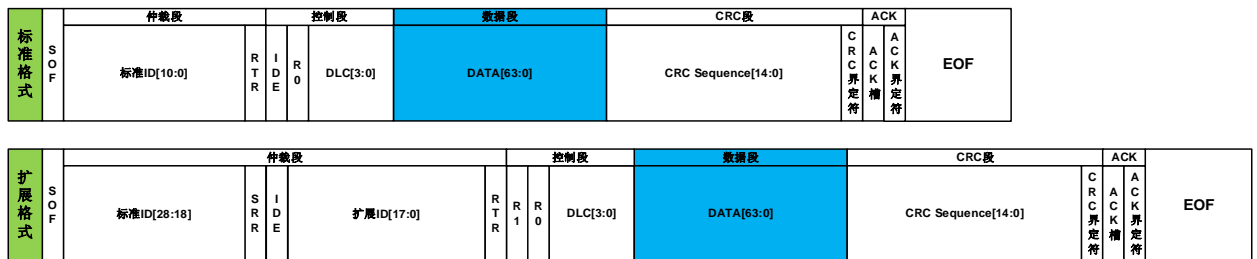 标准格式
SOF
仲裁段
控制段
数据段
CRC段
ACK
标准ID[10:0]
RTR
IDE
R0
DLC[3:0]
DATA[63:0]
CRC Sequence[14:0]
CRC界定符
ACK槽
ACK界定符
EOF
扩展格式
SOF
仲裁段
控制段
数据段
CRC段
ACK
标准ID[28:18]
SRR
IDE
扩展ID[17:0]
RTR
R1
R0
DLC[3:0]
DATA[63:0]
CRC Sequence[14:0]
CRC界定符
ACK槽
ACK界定符
EOF